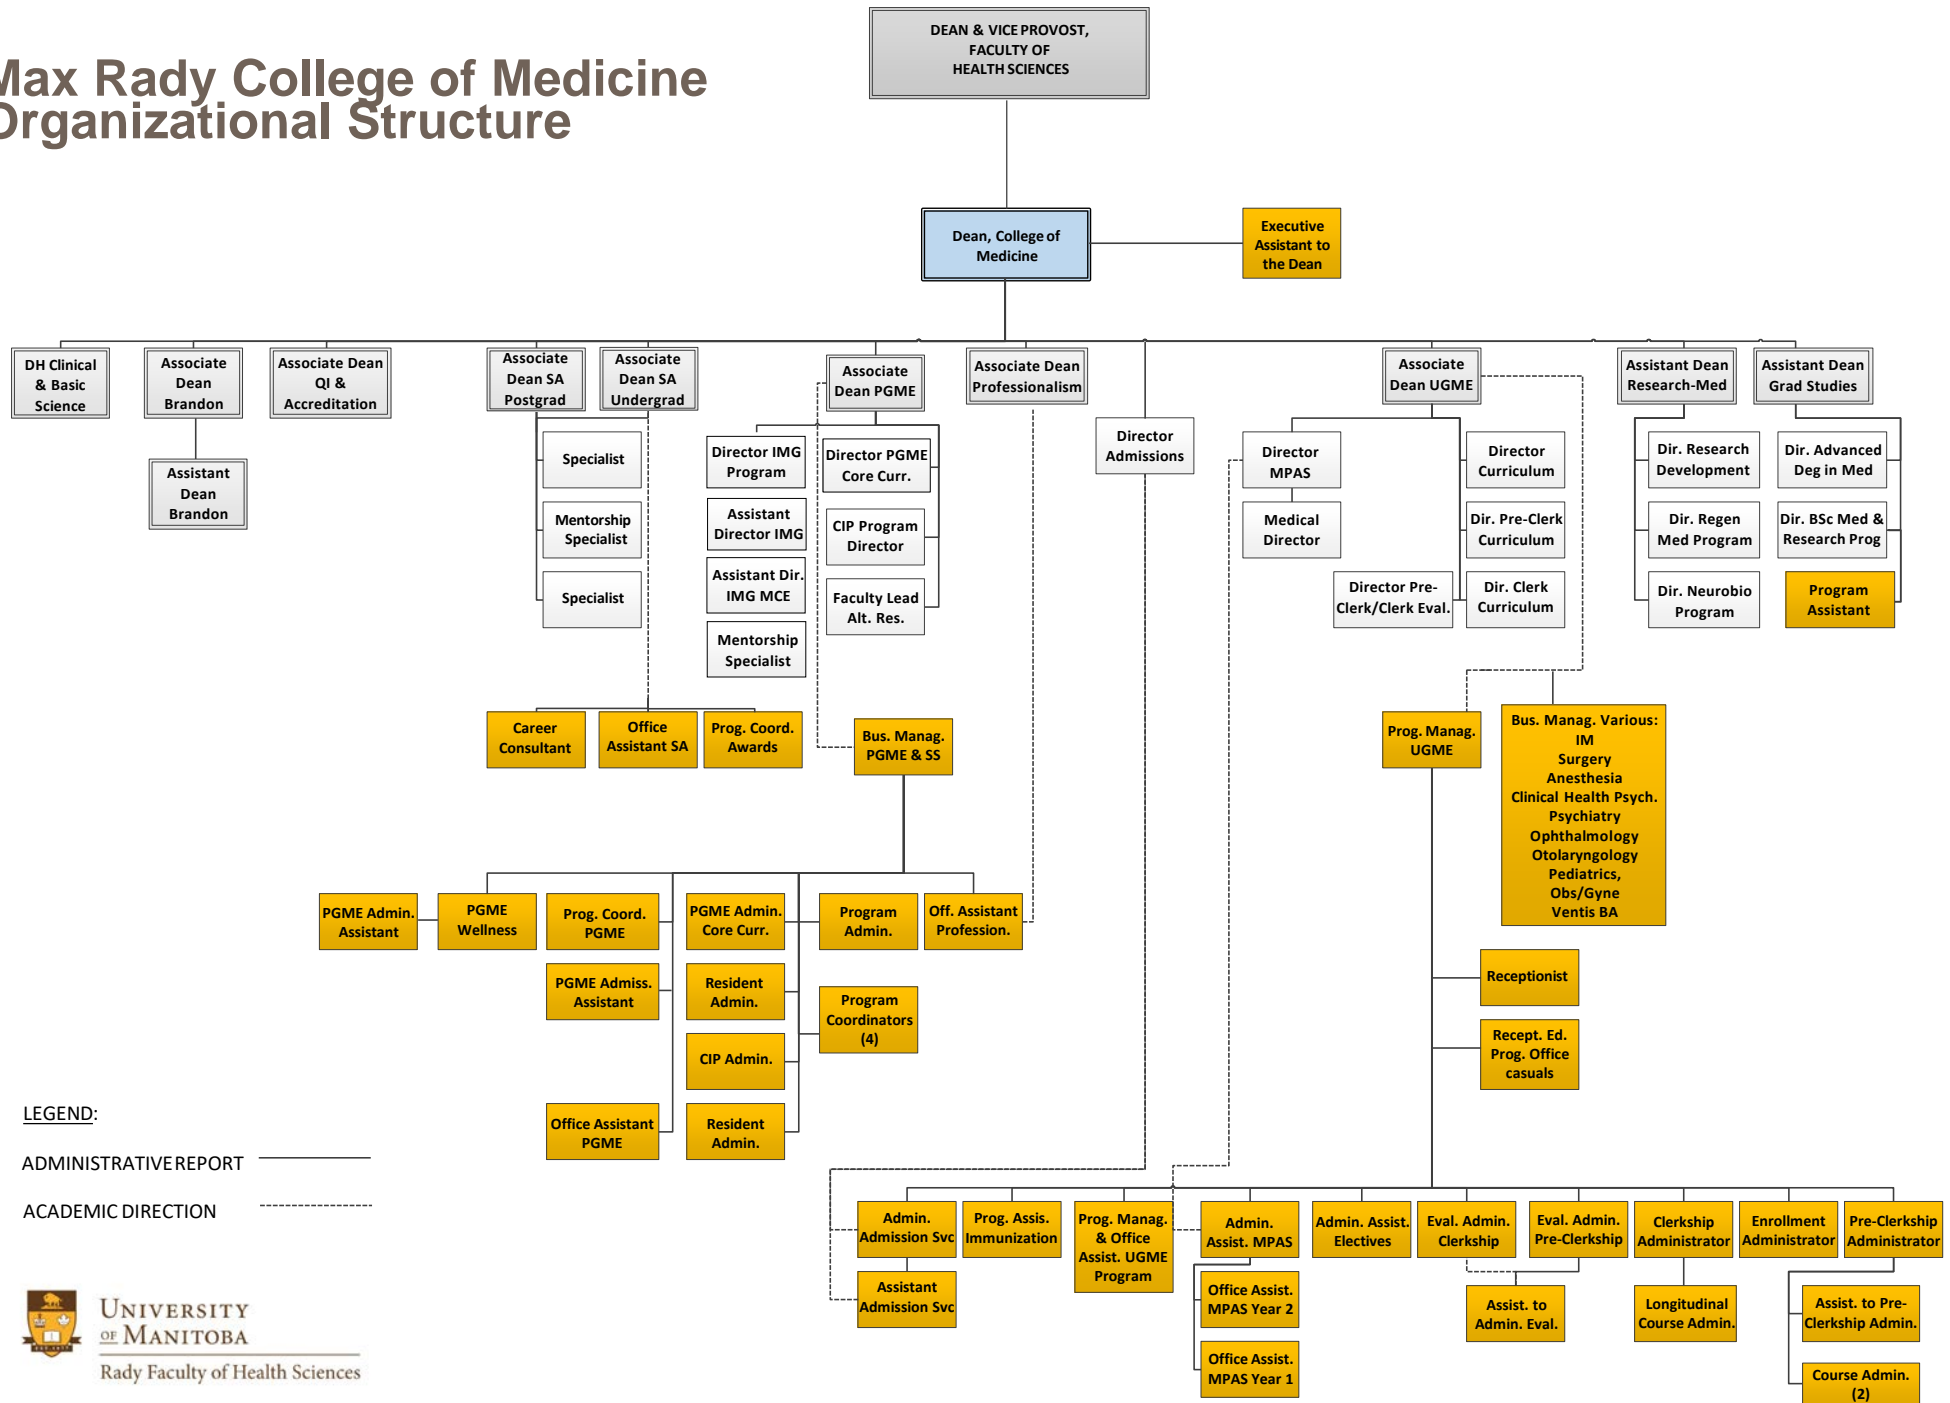 Max Rady College of Medicine
Organizational Structure
DEAN & VICE PROVOST,
FACULTY OF
HEALTH SCIENCES
Dean, College of
Medicine
Executive
Assistant to
the Dean
DH Clinical
& Basic
Science
Associate
Dean
Brandon
Associate Dean
QI &
Accreditation
Associate
Dean SA
Postgrad
Associate
Dean SA
Undergrad
Associate
Dean PGME
Associate Dean
Professionalism
Associate
Dean UGME
Assistant Dean
Research-Med
Assistant Dean
Grad Studies
Assistant
Dean
Brandon
Specialist
Mentorship
Specialist
Specialist
Director IMG
Program
Assistant
Director IMG
Assistant Dir.
IMG MCE
Mentorship
Specialist
Director PGME
Core Curr.
CIP Program
Director
Faculty Lead
Alt. Res.
Director
Admissions
Director
MPAS
Medical
Director
Director
Curriculum
Dir. Pre-Clerk
Curriculum
Director Pre-
Clerk/Clerk Eval.
Dir. Clerk
Curriculum
Dir. Research
Development
Dir. Regen
Med Program
Dir. Neurobio
Program
Dir. Advanced
Deg in Med
Dir. BSc Med &
Research Prog
Program
Assistant
Career
Consultant
Office
Assistant SA
Prog. Coord.
Awards
Bus. Manag.
PGME & SS
Prog. Manag.
UGME
Bus. Manag. Various:
IM
Surgery
Anesthesia
Clinical Health Psych.
Psychiatry
Ophthalmology
Otolaryngology
Pediatrics,
Obs/Gyne
Ventis BA
PGME Admin.
Assistant
PGME
Wellness
Prog. Coord.
PGME
PGME Admin.
Core Curr.
Program
Admin.
Off. Assistant
Profession.
PGME Admiss.
Assistant
Resident
Admin.
Program
Coordinators
(4)
CIP Admin.
Office Assistant
PGME
Resident
Admin.
Receptionist
Recept. Ed.
Prog. Office
casuals
LEGEND:
ADMINISTRATIVE REPORT
ACADEMIC DIRECTION
Admin.
Admission Svc
Prog. Assis.
Immunization
Prog. Manag.
& Office
Assist. UGME
Program
Admin.
Assist. MPAS
Admin. Assist.
Electives
Eval. Admin.
Clerkship
Eval. Admin.
Pre-Clerkship
Clerkship
Administrator
Enrollment
Administrator
Pre-Clerkship
Administrator
Assistant
Admission Svc
Office Assist.
MPAS Year 2
Office Assist.
MPAS Year 1
Assist. to
Admin. Eval.
Longitudinal
Course Admin.
Assist. to Pre-
Clerkship Admin.
Course Admin.
(2)
UNIVERSITY
OF MANITOBA
Rady Faculty of Health Sciences